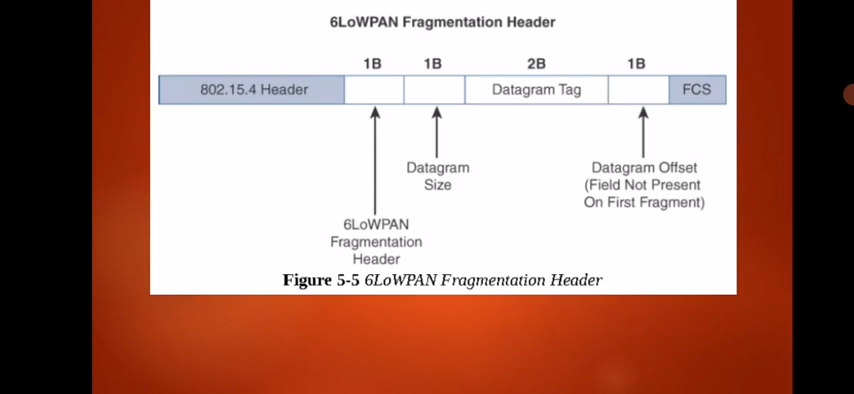 6LoWPAN Fragmentation Header
1B 1B 2B 1B
802.15.4 Header Datagram Tag FCS
Datagram
Size
Datagram Offset
(Field Not Present
On First Fragment)
6LoWPAN
Fragmentation
Header
Figure 5-5 6LoWPAN Fragmentation Header